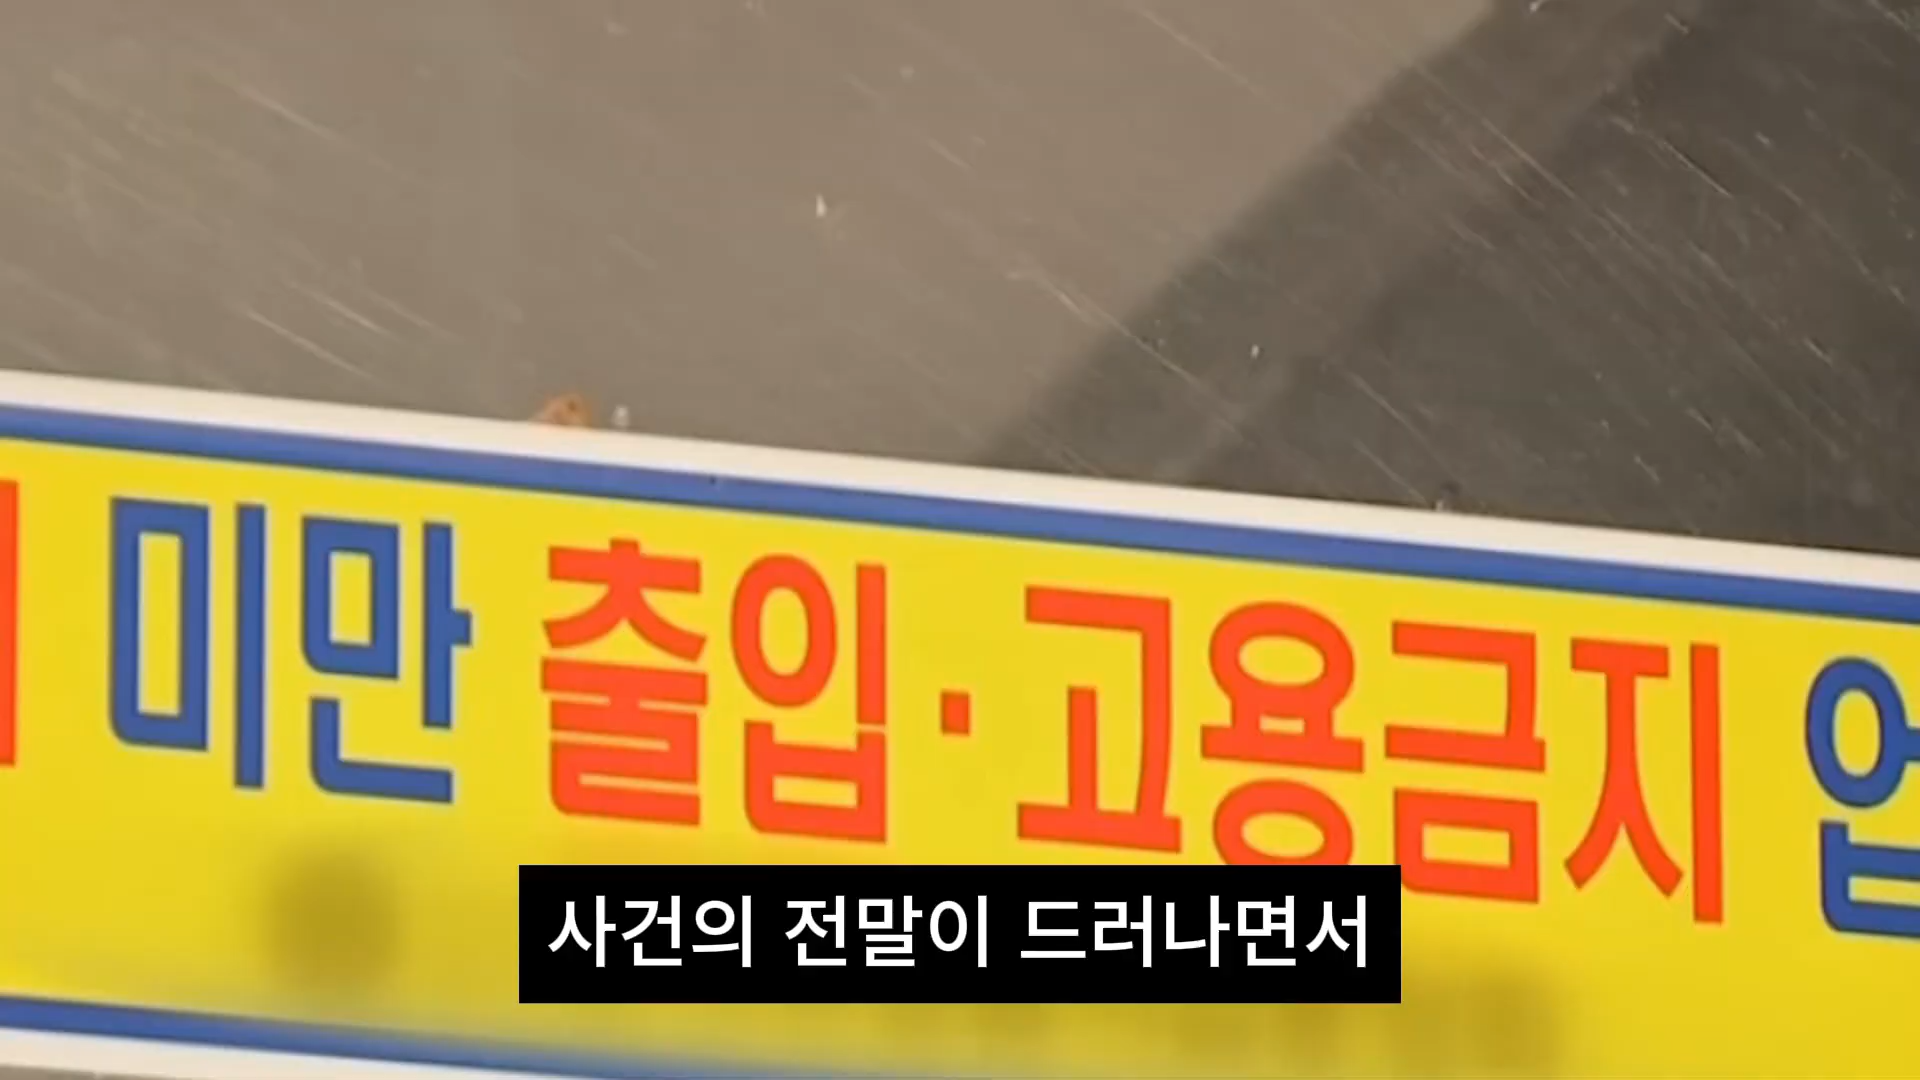 미만 출입·고용금지 업
사건의 전말이 드러나면서